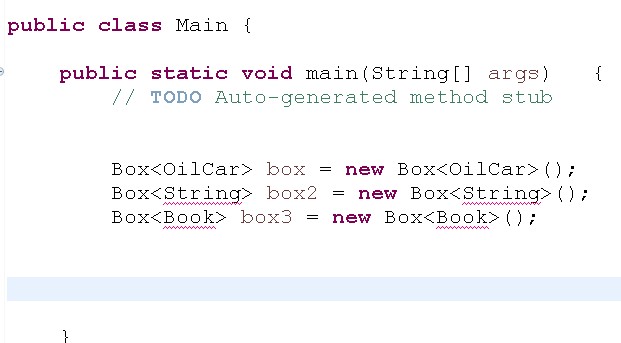 public class Main {
public static void main(String[] args) {
// TODO Auto-generated method stub
Box<OilCar> box = new Box<OilCar>();
Box<String> box2 = new Box<String>();
Box<Book> box3 = new Box<Book>();
}